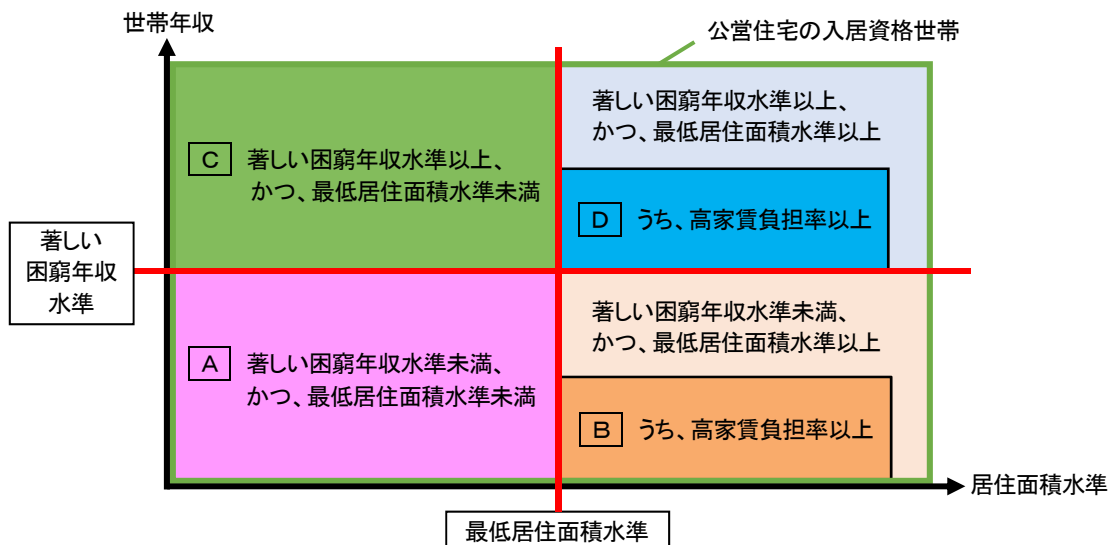 世帯年収
公営住宅の入居資格世帯
著しい困窮年収水準以上、
かつ、最低居住面積水準以上
C 著しい困窮年収水準以上、
かつ、最低居住面積水準未満
D うち、高家賃負担率以上
著しい
困窮年収
水準
著しい困窮年収水準未満、
かつ、最低居住面積水準以上
A 著しい困窮年収水準未満、
かつ、最低居住面積水準未満
B うち、高家賃負担率以上
居住面積水準
最低居住面積水準